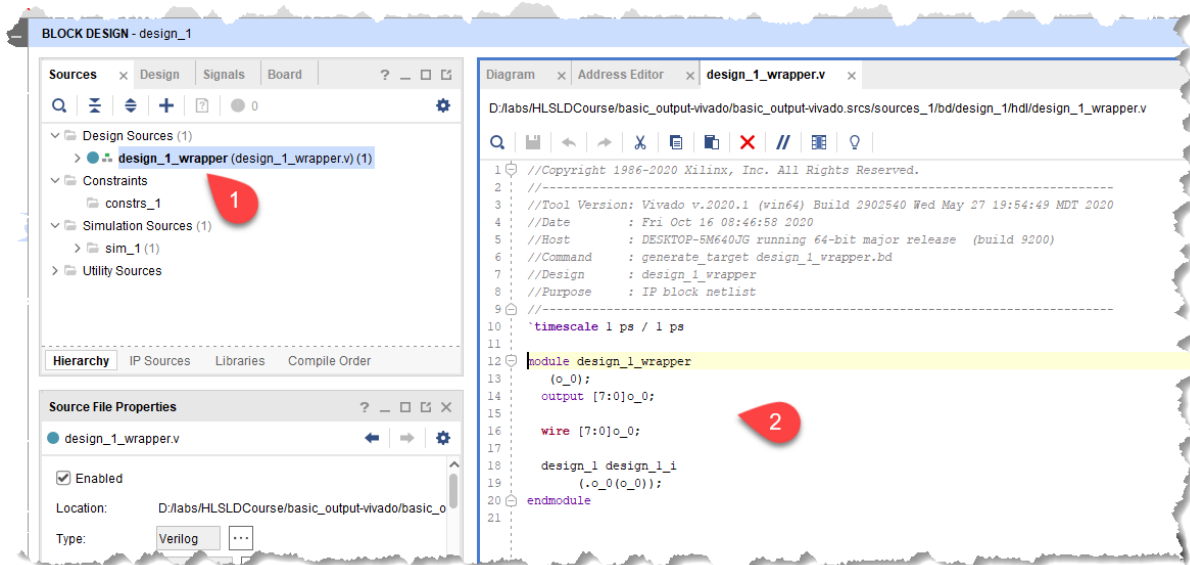 BLOCK DESIGN - design_1
Sources × Design Signals Board ? _
0
Design Sources (1)
design_1_wrapper (design_1_wrapper.v) (1)
Constraints
constrs_1
Simulation Sources (1)
sim_1 (1)
Utility Sources
1
Hierarchy IP Sources Libraries Compile Order
Source File Properties ? _ ×
design_1_wrapper.v
Enabled
Location: D:/labs/HLSLDCourse/basic_output-vivado/basic_o
Type: Verilog ...
Diagram × Address Editor × design_1_wrapper.v ×
D:/labs/HLSLDCourse/basic_output-vivado/basic_output-vivado.srcs/sources_1/bd/design_1/hdl/design_1_wrapper.v
1 //Copyright 1986-2020 Xilinx, Inc. All Rights Reserved.
2 //--------------------------------------------------------------------------------
3 //Tool Version: Vivado v.2020.1 (win64) Build 2902540 Wed May 27 19:54:49 MDT 2020
4 //Date        : Fri Oct 16 08:46:58 2020
5 //Host        : DESKTOP-5M640JG running 64-bit major release  (build 9200)
6 //Command     : generate_target design_1_wrapper.bd
7 //Design      : design_1_wrapper
8 //Purpose     : IP block netlist
9 //--------------------------------------------------------------------------------
10 `timescale 1 ps / 1 ps
11
12 module design_1_wrapper
13    (o_0);
14   output [7:0]o_0;
15
16   wire [7:0]o_0;
17
18   design_1 design_1_i
19        (.o_0(o_0));
20 endmodule
21
2